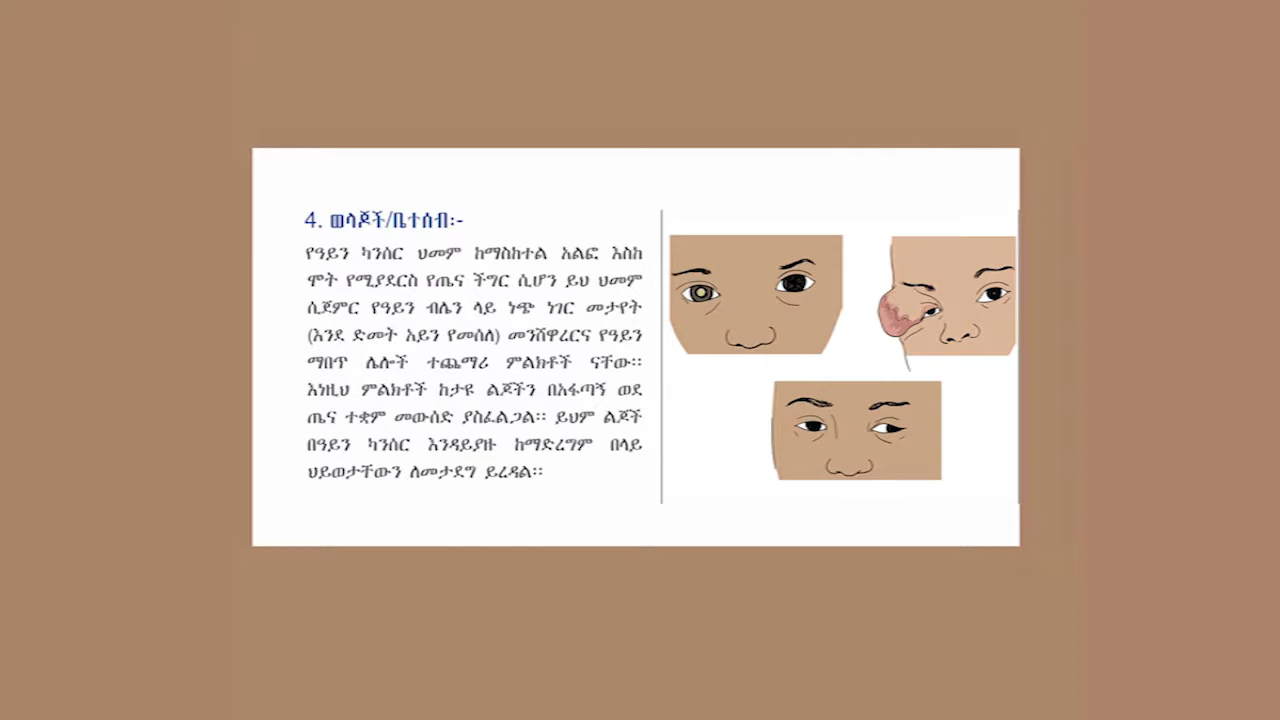 4. ወላጆች/ቤተሰብ፡-
የዓይን ካንሰር ህመም ከማስከተል አልፎ እስከ
ሞት የሚያደርስ የጤና ችግር ሲሆን ይህ ህመም
ሲጀምር የዓይን ብሌን ላይ ነጭ ነገር መታየት
(እንደ ድመት አይን የመሰለ) መንሸዋረርና የዓይን
ማበጥ ሌሎች ተጨማሪ ምልክቶች ናቸው፡፡
እነዚህ ምልክቶች ከታዩ ልጆችን በአፋጣኝ ወደ
ጤና ተቋም መውሰድ ያስፈልጋል፡፡ ይህም ልጆች
በዓይን ካንሰር እንዳይያዙ ከማድረግም በላይ
ህይወታቸውን ለመታደግ ይረዳል፡፡